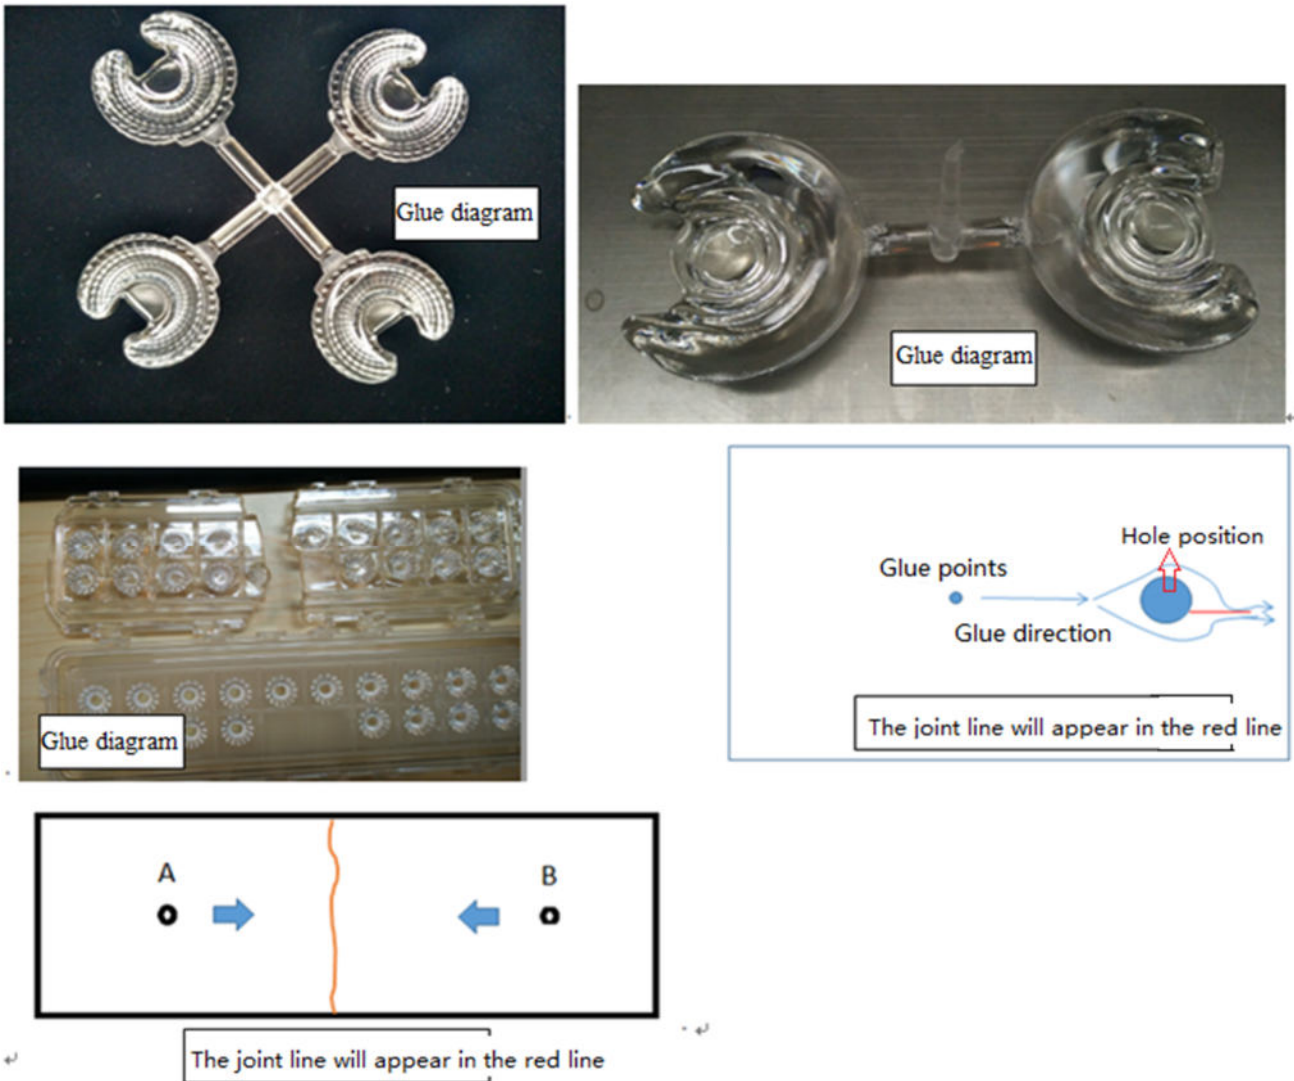 Glue diagram
Glue diagram
Glue diagram
Hole position
Glue points
Glue direction
The joint line will appear in the red line
A
B
The joint line will appear in the red line